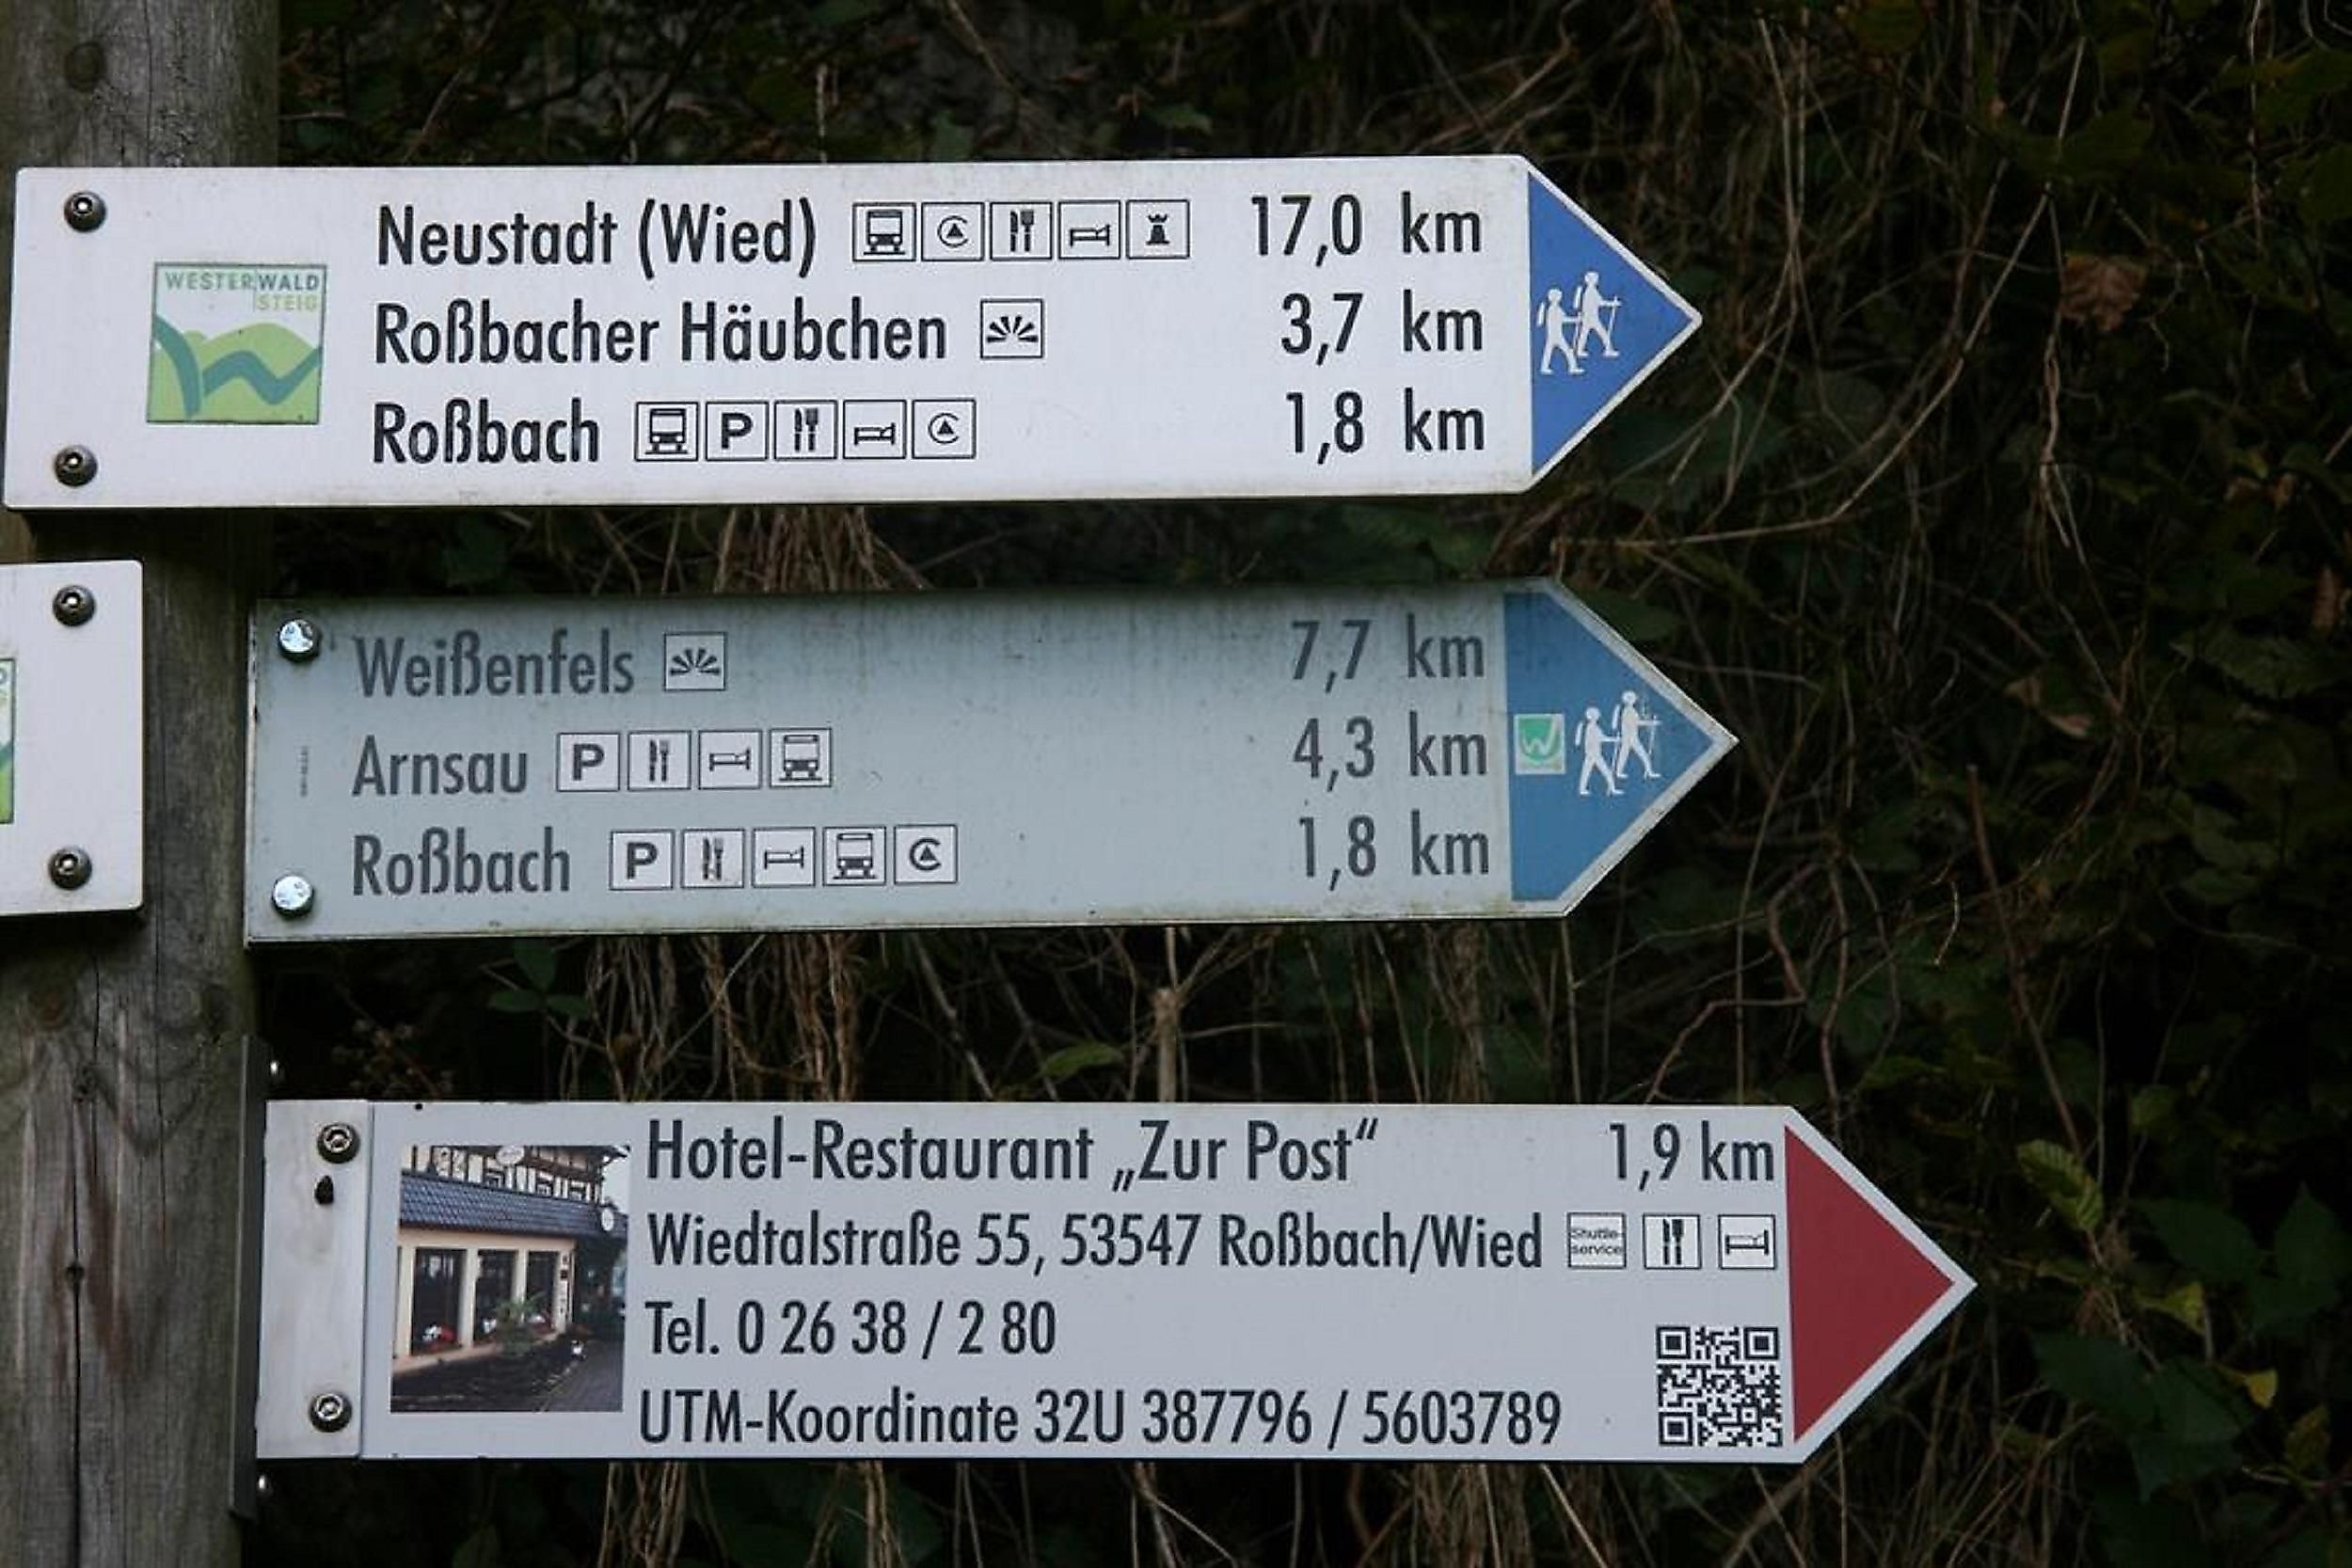 WESTERWALD
STEIG
Neustadt (Wied) 17,0 km
Roßbacher Häubchen 3,7 km
Roßbach P 1,8 km
Weißenfels 7,7 km
Arnsau P 4,3 km
Roßbach P 1,8 km
Hotel-Restaurant „Zur Post“ 1,9 km
Wiedtalstraße 55, 53547 Roßbach/Wied Shuttle-
service
Tel. 0 26 38 / 2 80
UTM-Koordinate 32U 387796 / 5603789